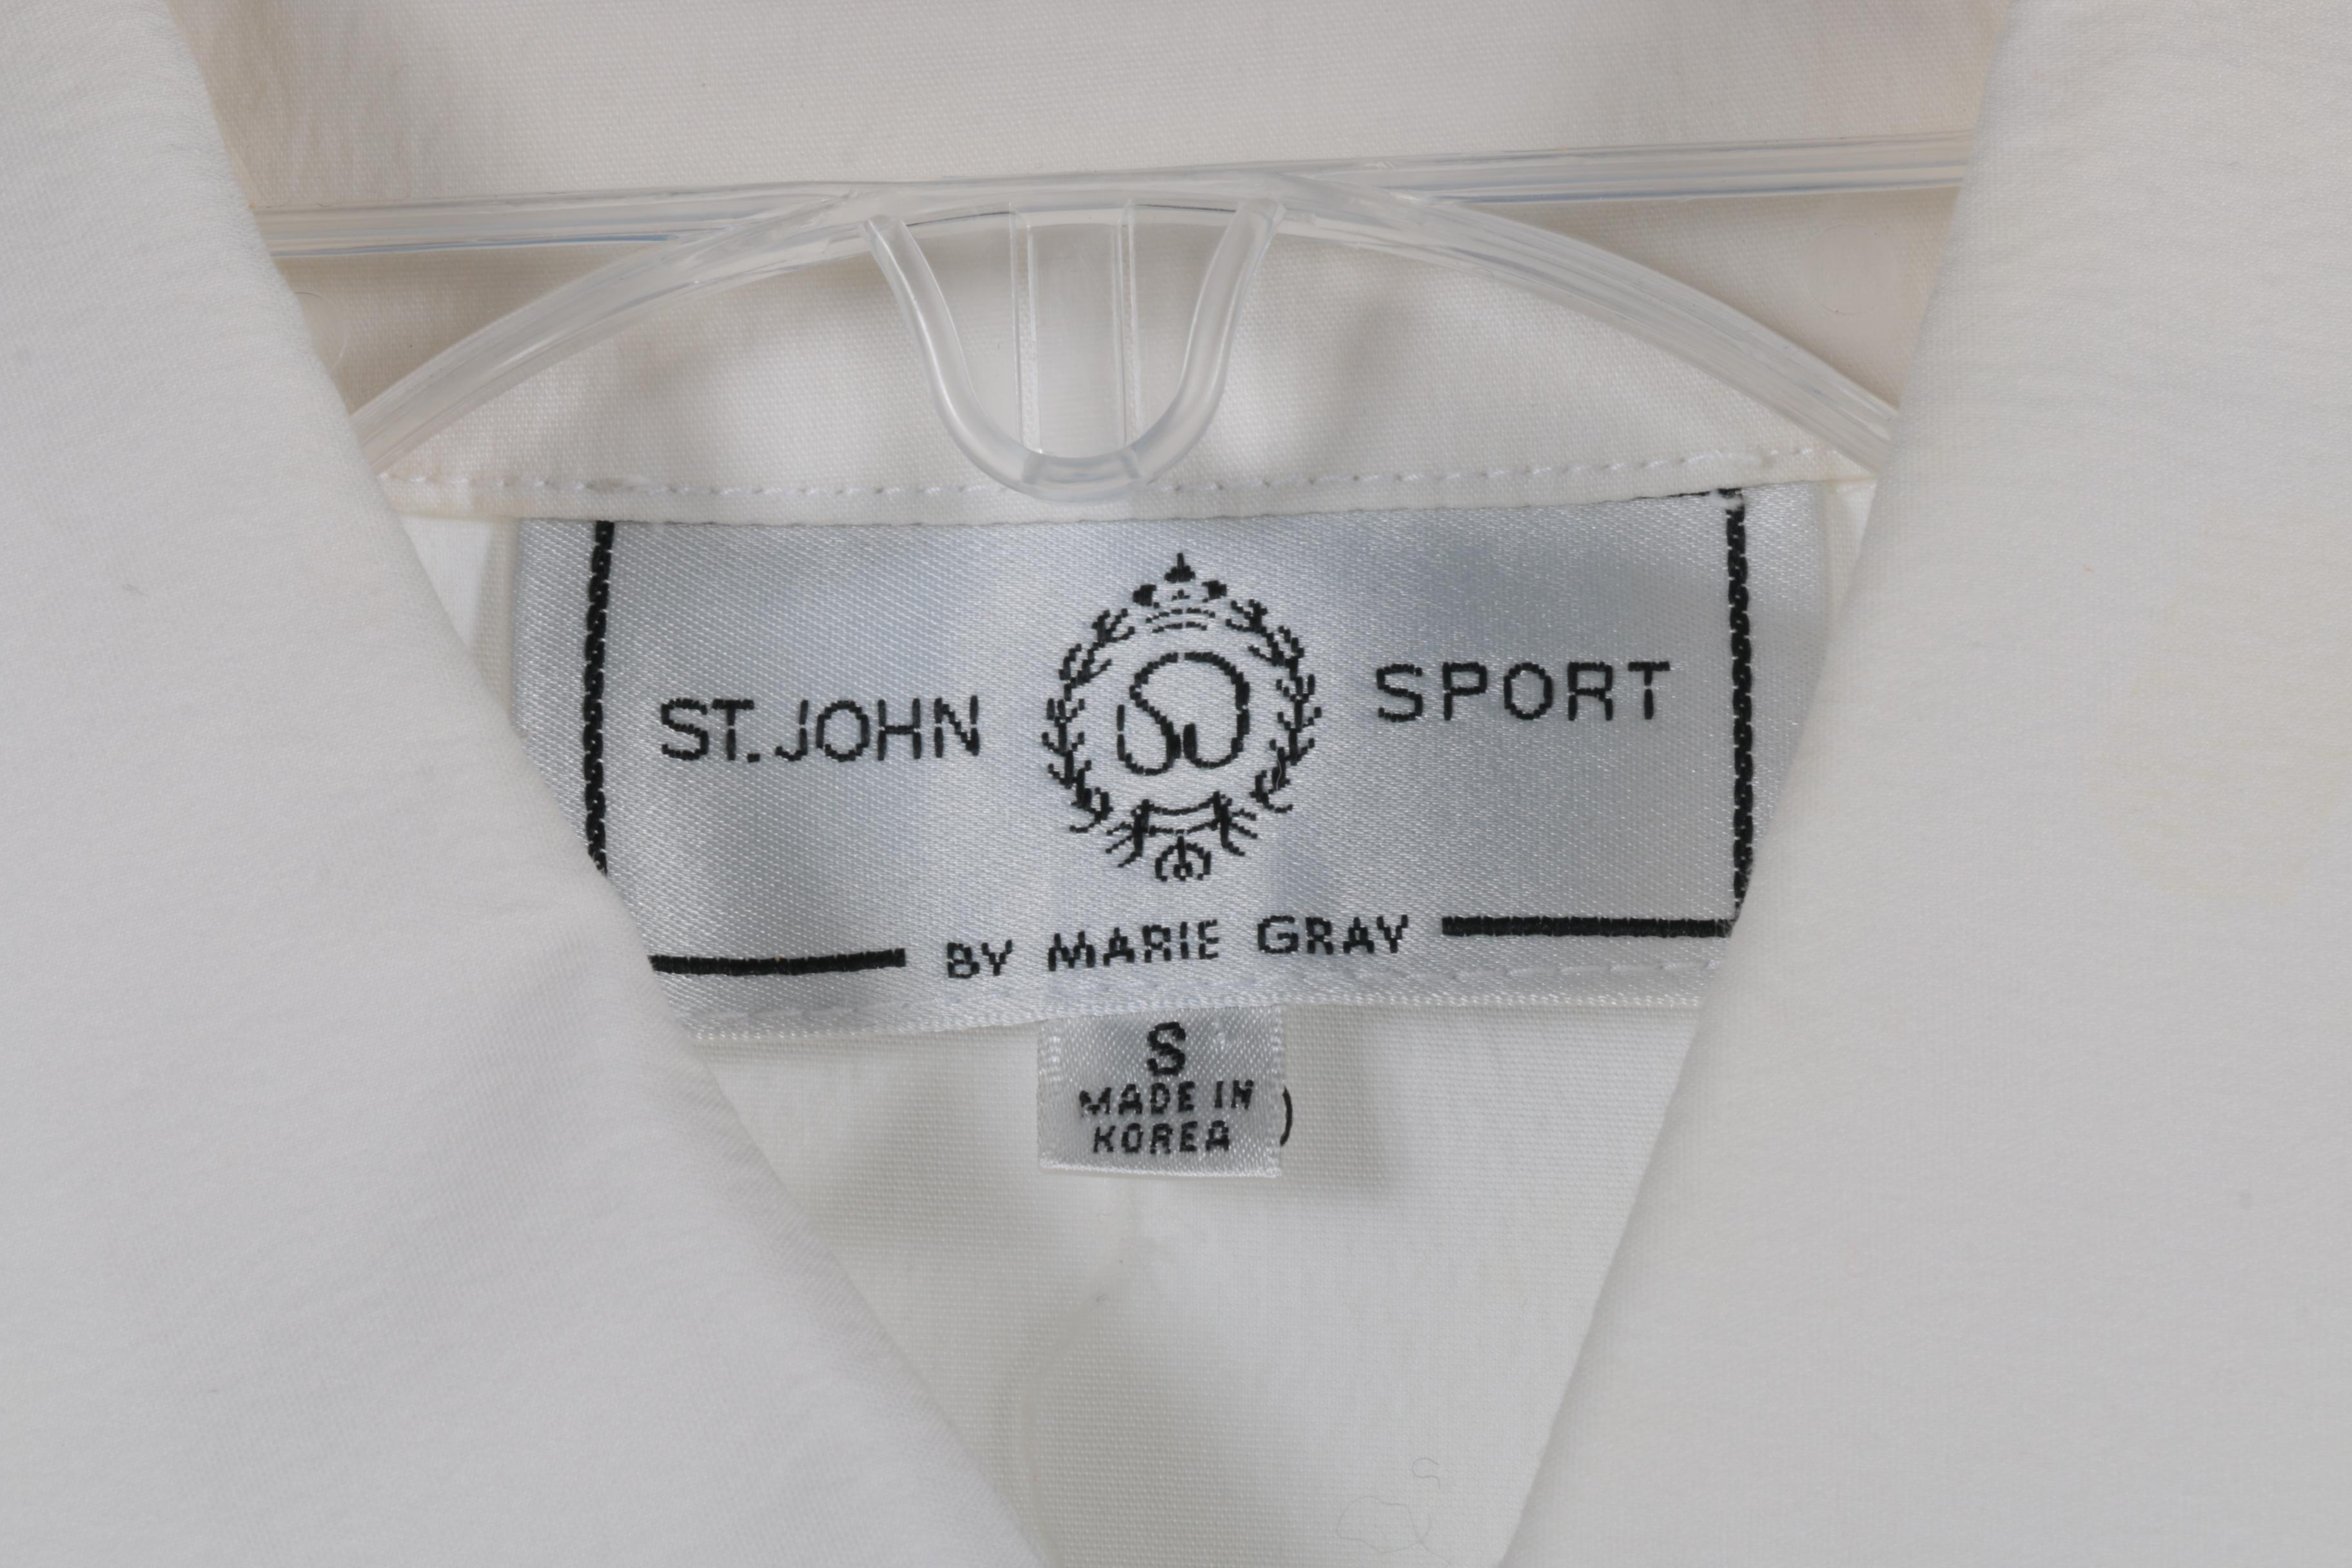 ST. JOHN SPORT
BY MARIE GRAY
S
MADE IN
KOREA